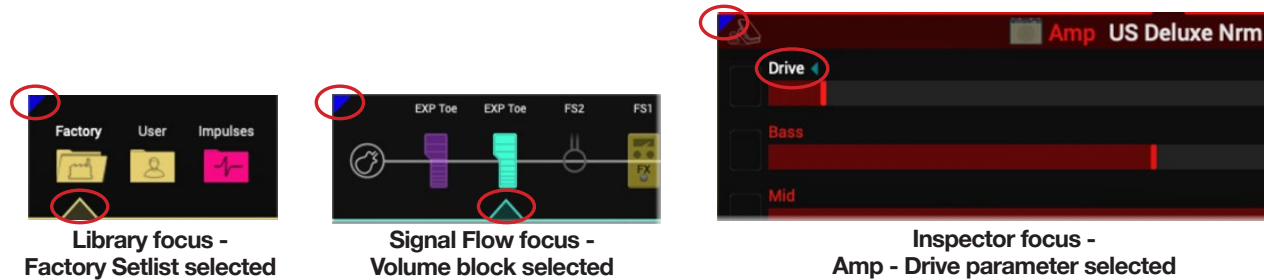 Factory User Impulses
Library focus -
Factory Setlist selected
EXP Toe EXP Toe FS2 FS1
FX
Signal Flow focus -
Volume block selected
Amp US Deluxe Nrm
Drive
Bass
Mid
Inspector focus -
Amp - Drive parameter selected